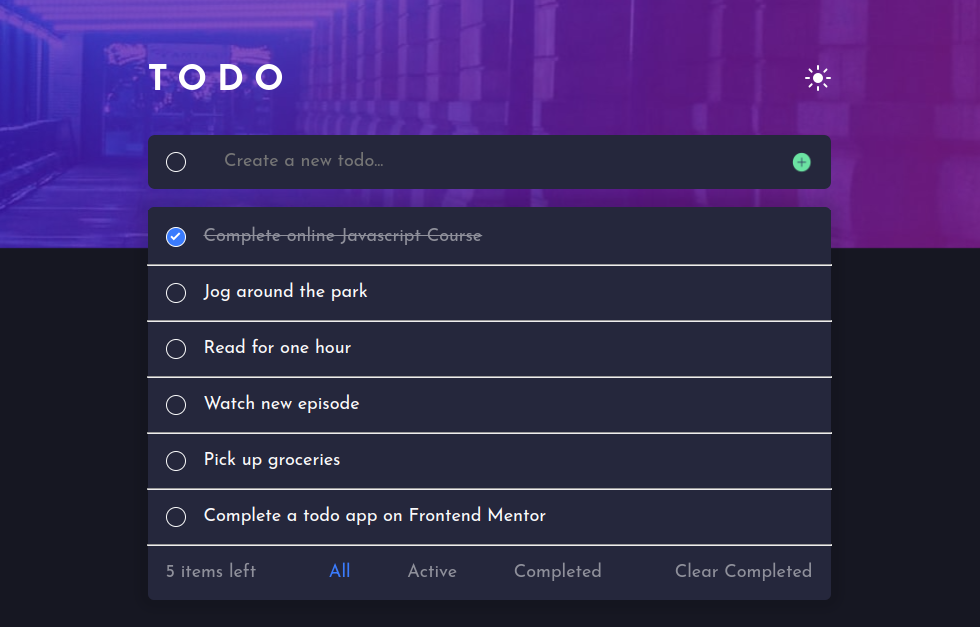 TODO
Create a new todo...
Complete online Javascript Course
Jog around the park
Read for one hour
Watch new episode
Pick up groceries
Complete a todo app on Frontend Mentor
5 items left All Active Completed Clear Completed